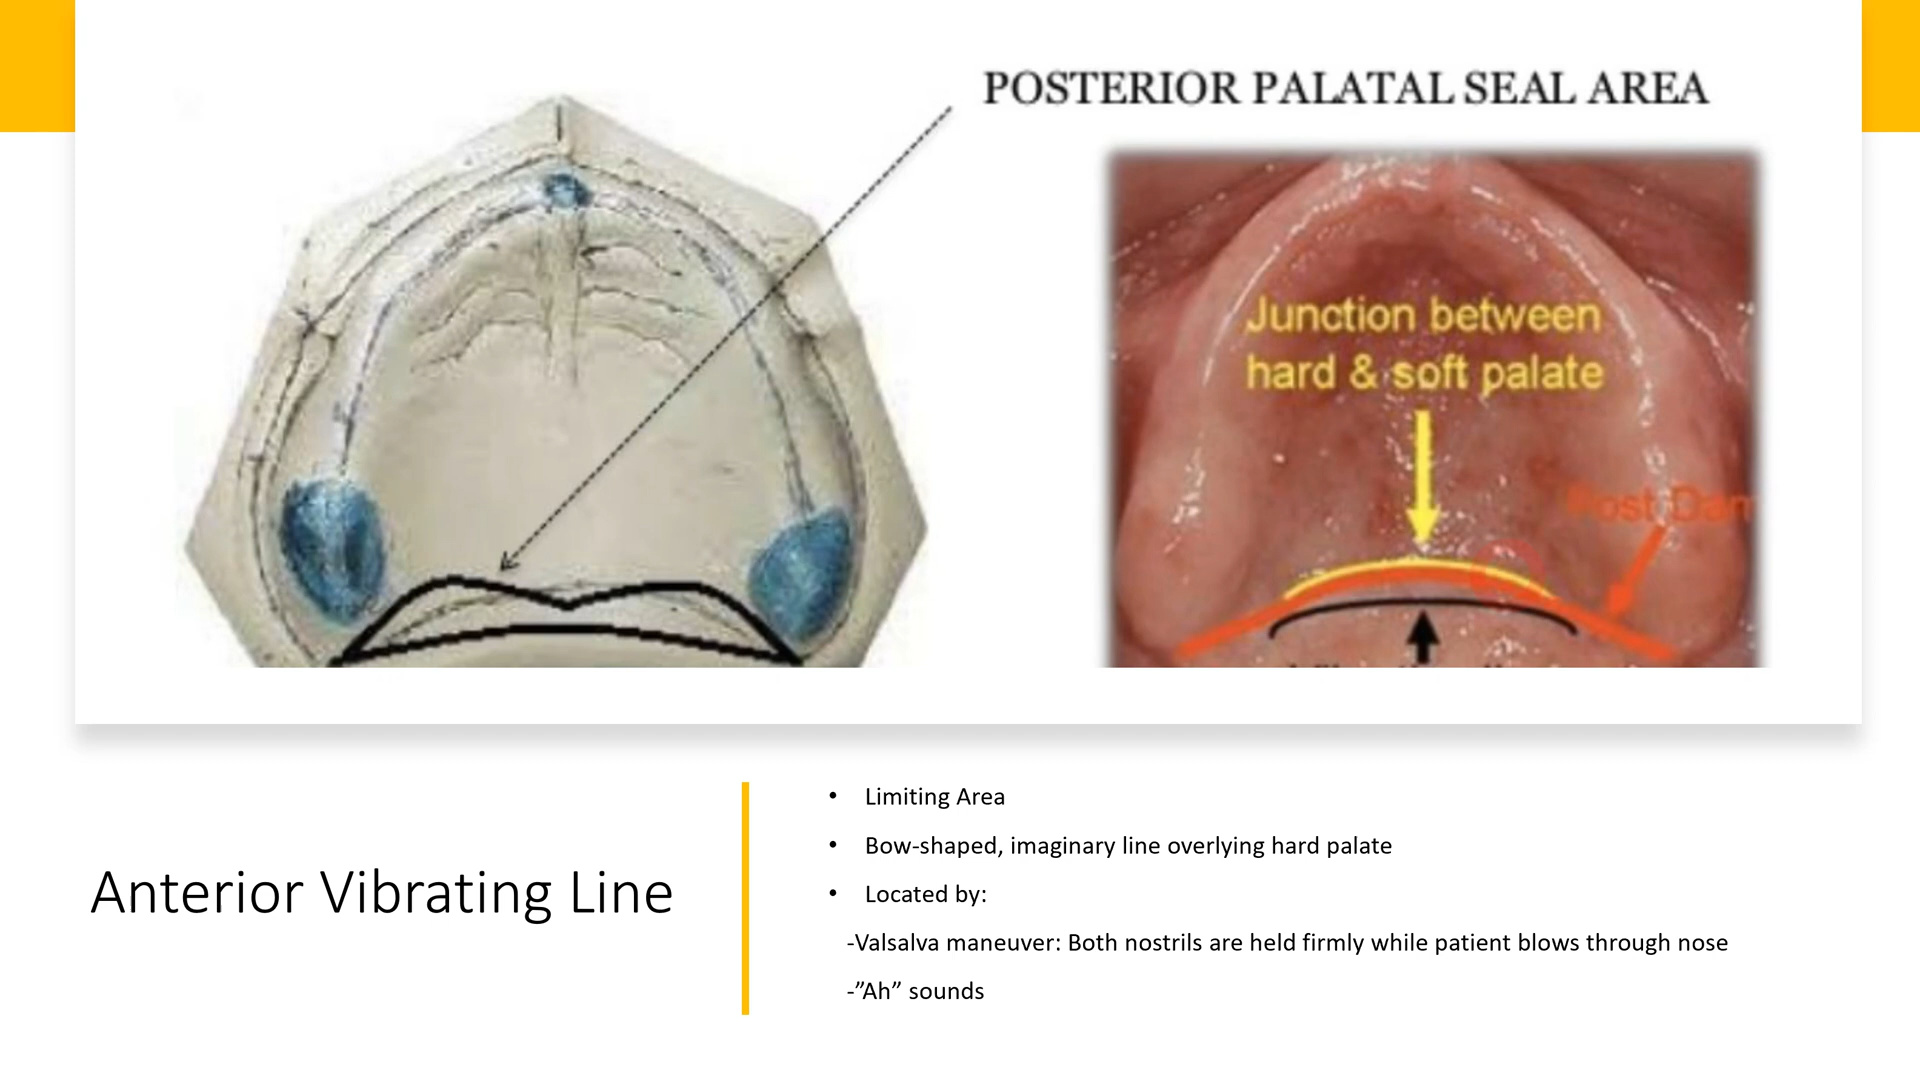 POSTERIOR PALATAL SEAL AREA
Junction between
hard & soft palate
Post Dam
Anterior Vibrating Line
• Limiting Area
• Bow-shaped, imaginary line overlying hard palate
• Located by:
-Valsalva maneuver: Both nostrils are held firmly while patient blows through nose
-”Ah” sounds